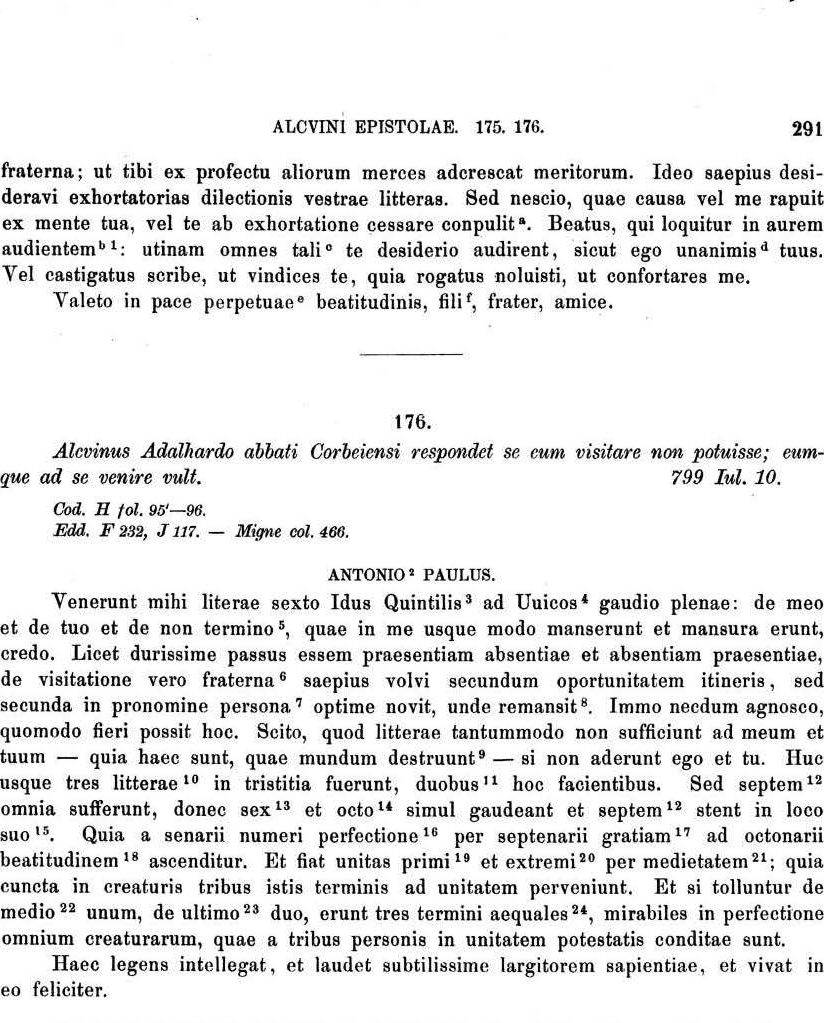 ALCVINI EPISTOLAE. 175. 176. 291
fraterna; ut tibi ex profectu aliorum merces adcrescat meritorum. Ideo saepius desi-
deravi exhortatorias dilectionis vestrae litteras. Sed nescio, quae causa vel me rapuit
ex mente tua, vel te ab exhortatione cessare conpulit ᵃ. Beatus, qui loquitur in aurem
audientem ᵇ ¹: utinam omnes tali ᶜ te desiderio audirent, sicut ego unanimis ᵈ tuus.
Vel castigatus scribe, ut vindices te, quia rogatus noluisti, ut confortares me.
Valeto in pace perpetuae ᵉ beatitudinis, fili ᶠ, frater, amice.
176.
Alcvinus Adalhardo abbati Corbeiensi respondet se eum visitare non potuisse; eum-
que ad se venire vult. 799 Iul. 10.
Cod. H fol. 95'—96.
Edd. F 232, J 117. — Migne col. 466.
ANTONIO ² PAULUS.
Venerunt mihi literae sexto Idus Quintilis ³ ad Uuicos ⁴ gaudio plenae: de meo
et de tuo et de non termino ⁵, quae in me usque modo manserunt et mansura erunt,
credo. Licet durissime passus essem praesentiam absentiae et absentiam praesentiae,
de visitatione vero fraterna ⁶ saepius volvi secundum oportunitatem itineris, sed
secunda in pronomine persona ⁷ optime novit, unde remansit ⁸. Immo necdum agnosco,
quomodo fieri possit hoc. Scito, quod litterae tantummodo non sufficiunt ad meum et
tuum — quia haec sunt, quae mundum destruunt ⁹ — si non aderunt ego et tu. Huc
usque tres litterae ¹⁰ in tristitia fuerunt, duobus ¹¹ hoc facientibus. Sed septem ¹²
omnia sufferunt, donec sex ¹³ et octo ¹⁴ simul gaudeant et septem ¹² stent in loco
suo ¹⁵. Quia a senarii numeri perfectione ¹⁶ per septenarii gratiam ¹⁷ ad octonarii
beatitudinem ¹⁸ ascenditur. Et fiat unitas primi ¹⁹ et extremi ²⁰ per medietatem ²¹; quia
cuncta in creaturis tribus istis terminis ad unitatem perveniunt. Et si tolluntur de
medio ²² unum, de ultimo ²³ duo, erunt tres termini aequales ²⁴, mirabiles in perfectione
omnium creaturarum, quae a tribus personis in unitatem potestatis conditae sunt.
Haec legens intellegat, et laudet subtilissime largitorem sapientiae, et vivat in
eo feliciter.